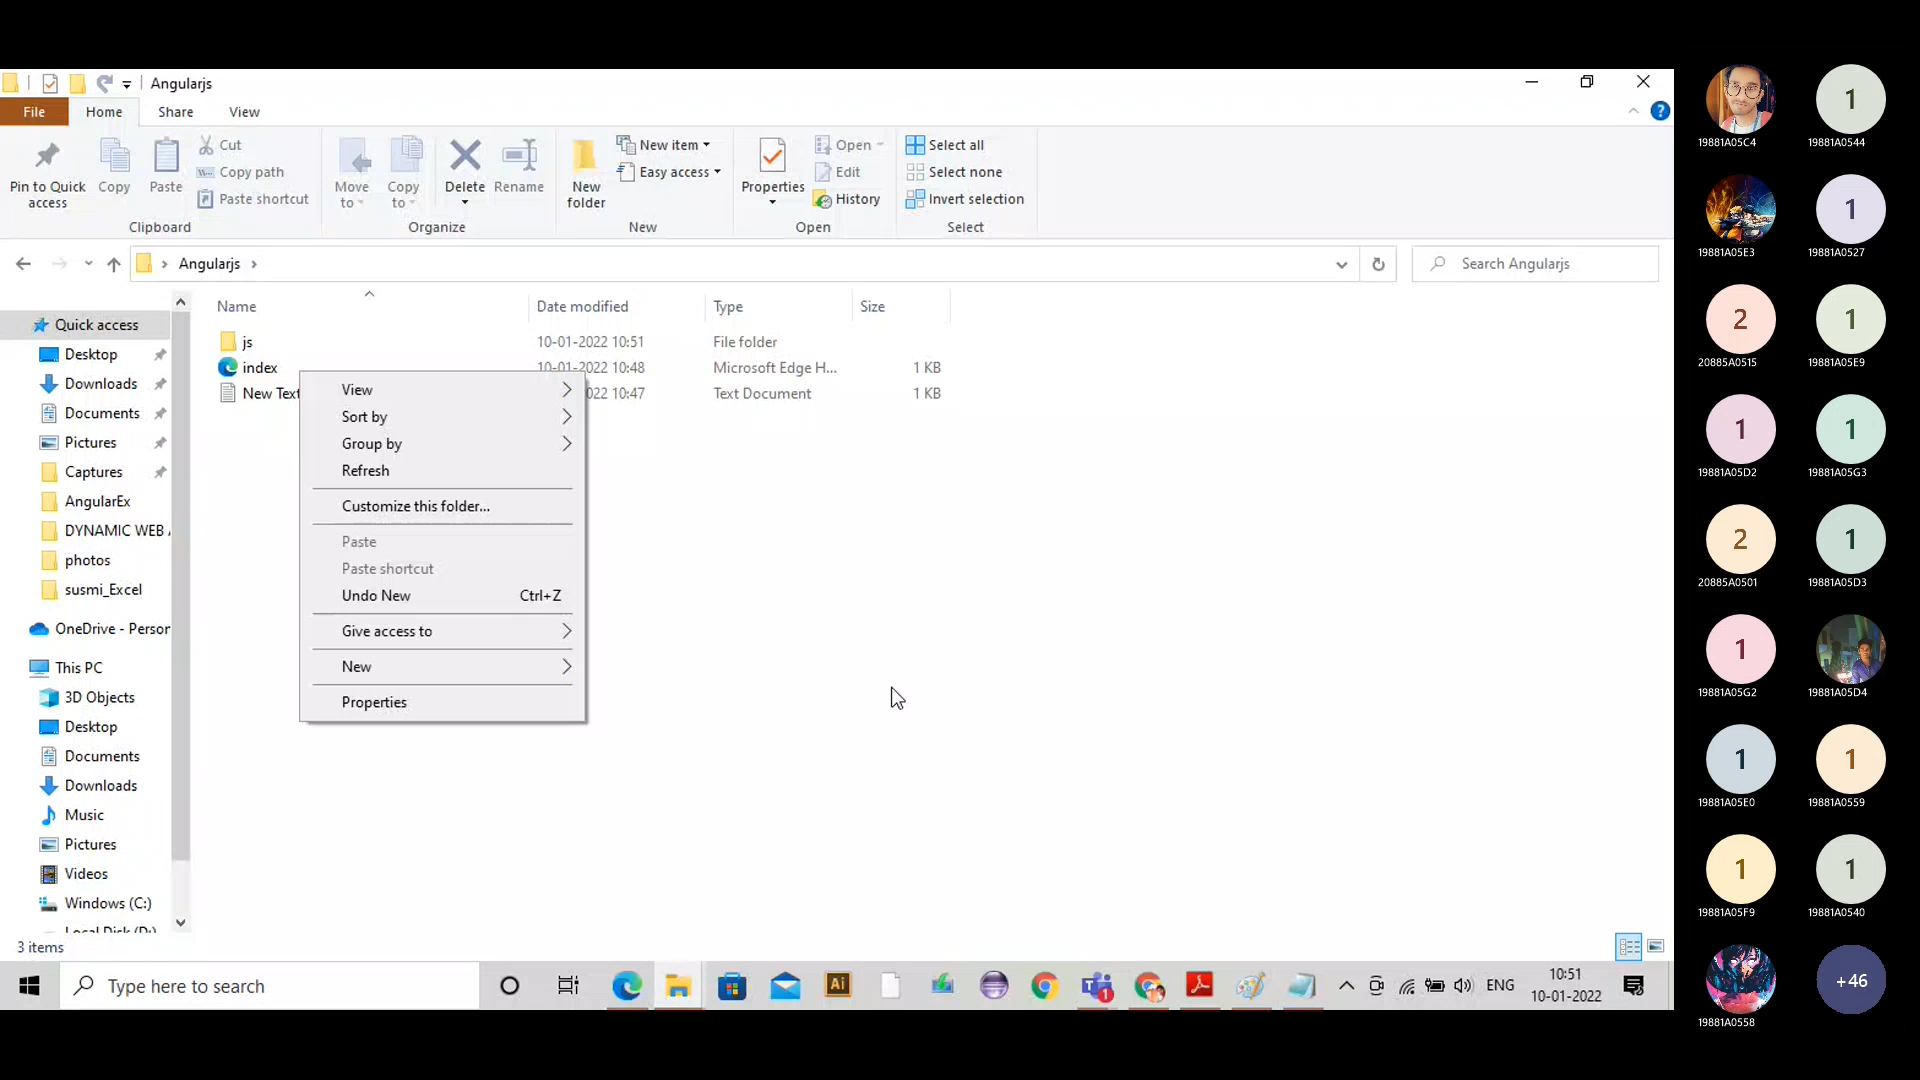 Angularjs
File
Home
Share
View
Pin to Quick access
Copy
Paste
Cut
Copy path
Paste shortcut
Clipboard
Move to
Copy to
Delete
Rename
Organize
New folder
New item
Easy access
New
Properties
Open
Edit
History
Open
Select all
Select none
Invert selection
Select
Angularjs
Search Angularjs
Name
Date modified
Type
Size
js
10-01-2022 10:51
File folder
index
10-01-2022 10:48
Microsoft Edge H...
1 KB
New Text
022 10:47
Text Document
1 KB
View
Sort by
Group by
Refresh
Customize this folder...
Paste
Paste shortcut
Undo New Ctrl+Z
Give access to
New
Properties
Quick access
Desktop
Downloads
Documents
Pictures
Captures
AngularEx
DYNAMIC WEB
photos
susmi_Excel
OneDrive - Person
This PC
3D Objects
Desktop
Documents
Downloads
Music
Pictures
Videos
Windows (C:)
Local Disk (D:)
3 items
Type here to search
Ai
1
ENG
10:51
10-01-2022
19881A05C4
1
19881A0544
19881A05E3
1
19881A0527
2
20885A0515
1
19881A05E9
1
19881A05D2
1
19881A05G3
2
20885A0501
1
19881A05D3
1
19881A05G2
19881A05D4
1
19881A05E0
1
19881A0559
1
19881A05F9
1
19881A0540
19881A0558
+46